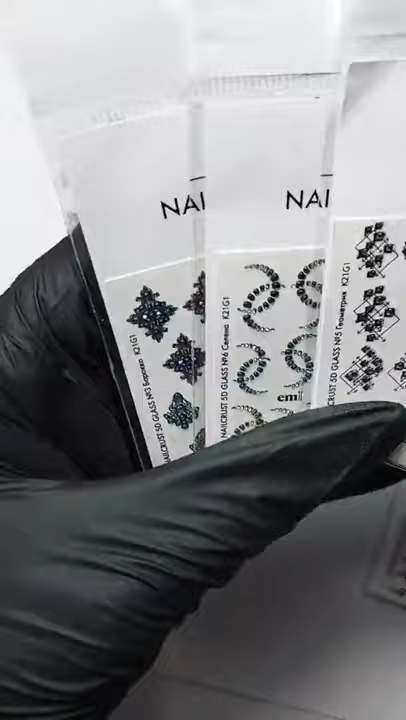 NAI
NAI
NAILCRUST 5D GLASS №3 Барокко K21G1
NAILCRUST 5D GLASS №6 Селена K21G1
CRUST 5D GLASS №5 Геометрия K21G1
emi